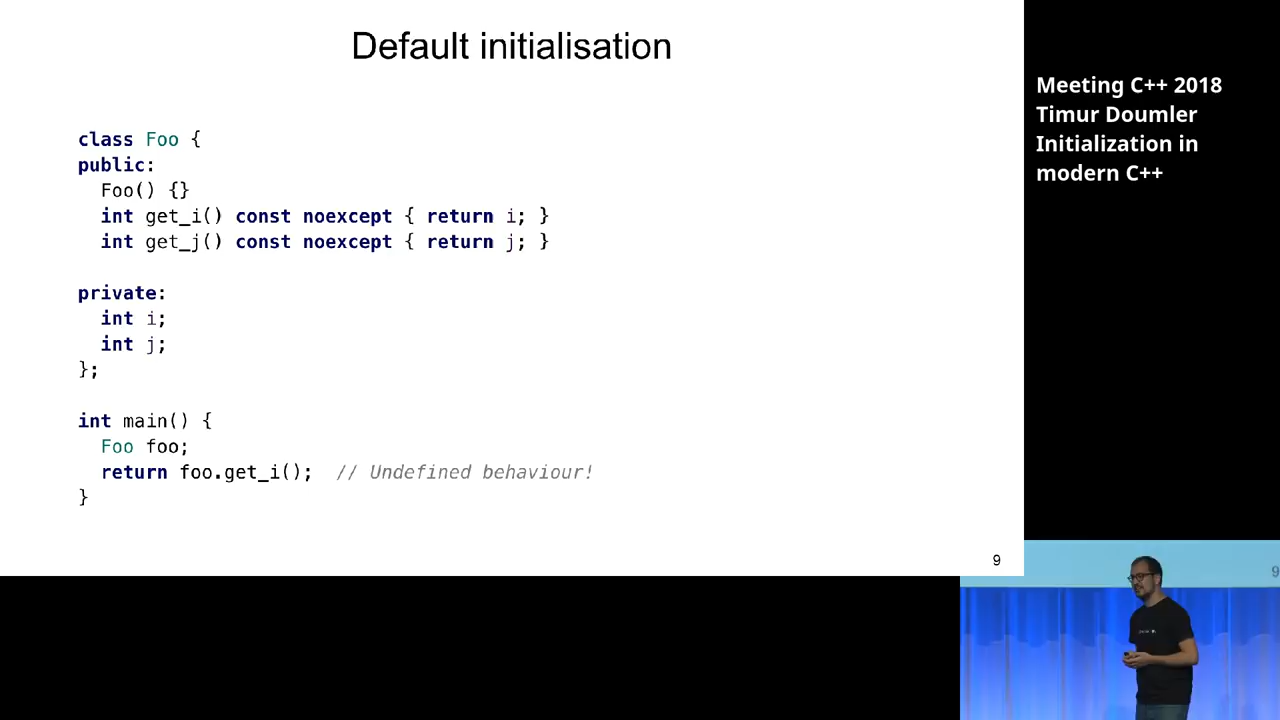 Default initialisation
class Foo {
public:
Foo() {}
int get_i() const noexcept { return i; }
int get_j() const noexcept { return j; }
private:
int i;
int j;
};
int main() {
Foo foo;
return foo.get_i(); // Undefined behaviour!
}
9
Meeting C++ 2018
Timur Doumler
Initialization in
modern C++
9